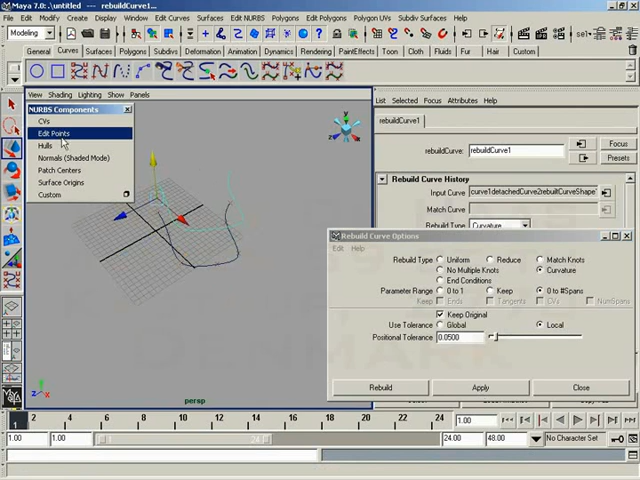 Maya 7.0: .\untitled --- rebuildCurve1...
File Edit Modify Create Display Window Edit Curves Surfaces Edit NURBS Polygons Edit Polygons Polygon UVs Subdiv Surfaces Help
Modeling
General Curves Surfaces Polygons Subdivs Deformation Animation Dynamics Rendering PaintEffects Toon Cloth Fluids Fur Hair Custom
View Shading Lighting Show Panels
List Selected Focus Attributes Help
NURBS Components
CVs
Edit Points
Hulls
Normals (Shaded Mode)
Patch Centers
Surface Origins
Custom
rebuildCurve1
rebuildCurve: rebuildCurve1
Focus
Presets
Rebuild Curve History
Input Curve curve1detachedCurve2rebuiltCurveShape
Match Curve
Rebuild Type Curvature
Rebuild Curve Options
Edit Help
Rebuild Type Uniform Reduce Match Knots
No Multiple Knots Curvature
End Conditions
Parameter Range 0 to 1 Keep 0 to #Spans
Keep Ends Tangents CVs NumSpans
Keep Original
Use Tolerance Global Local
Positional Tolerance 0.0500
Rebuild Apply Close
persp
2 4 6 8 10 12 14 16 18 20 22 24
1.00
1.00 1.00 24 24.00 48.00 No Character Set